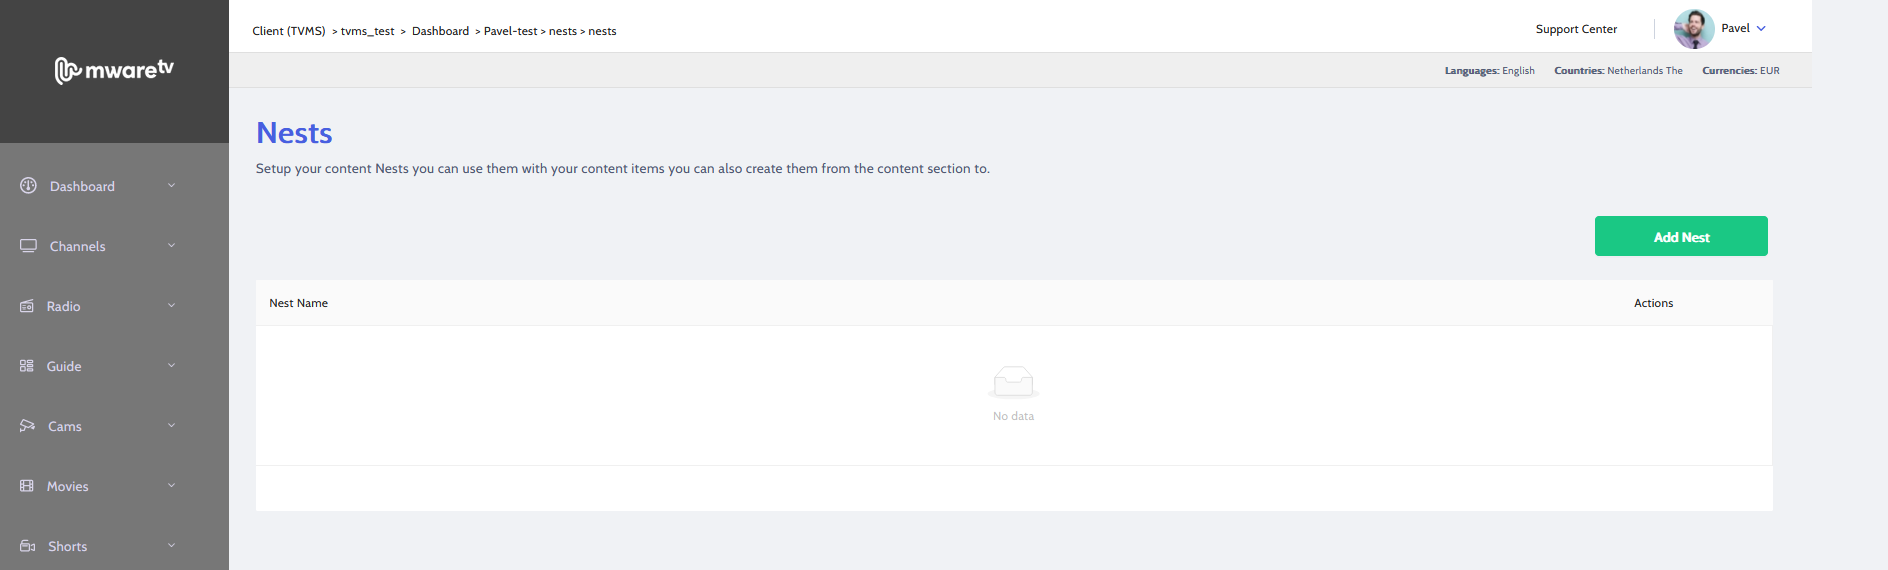 mwaretv
Client (TVMS) > tvms_test > Dashboard > Pavel-test > nests > nests
Support Center
Pavel
Languages: English Countries: Netherlands The Currencies: EUR
Nests
Setup your content Nests you can use them with your content items you can also create them from the content section to.
Add Nest
Nest Name Actions
No data
Dashboard
Channels
Radio
Guide
Cams
Movies
Shorts